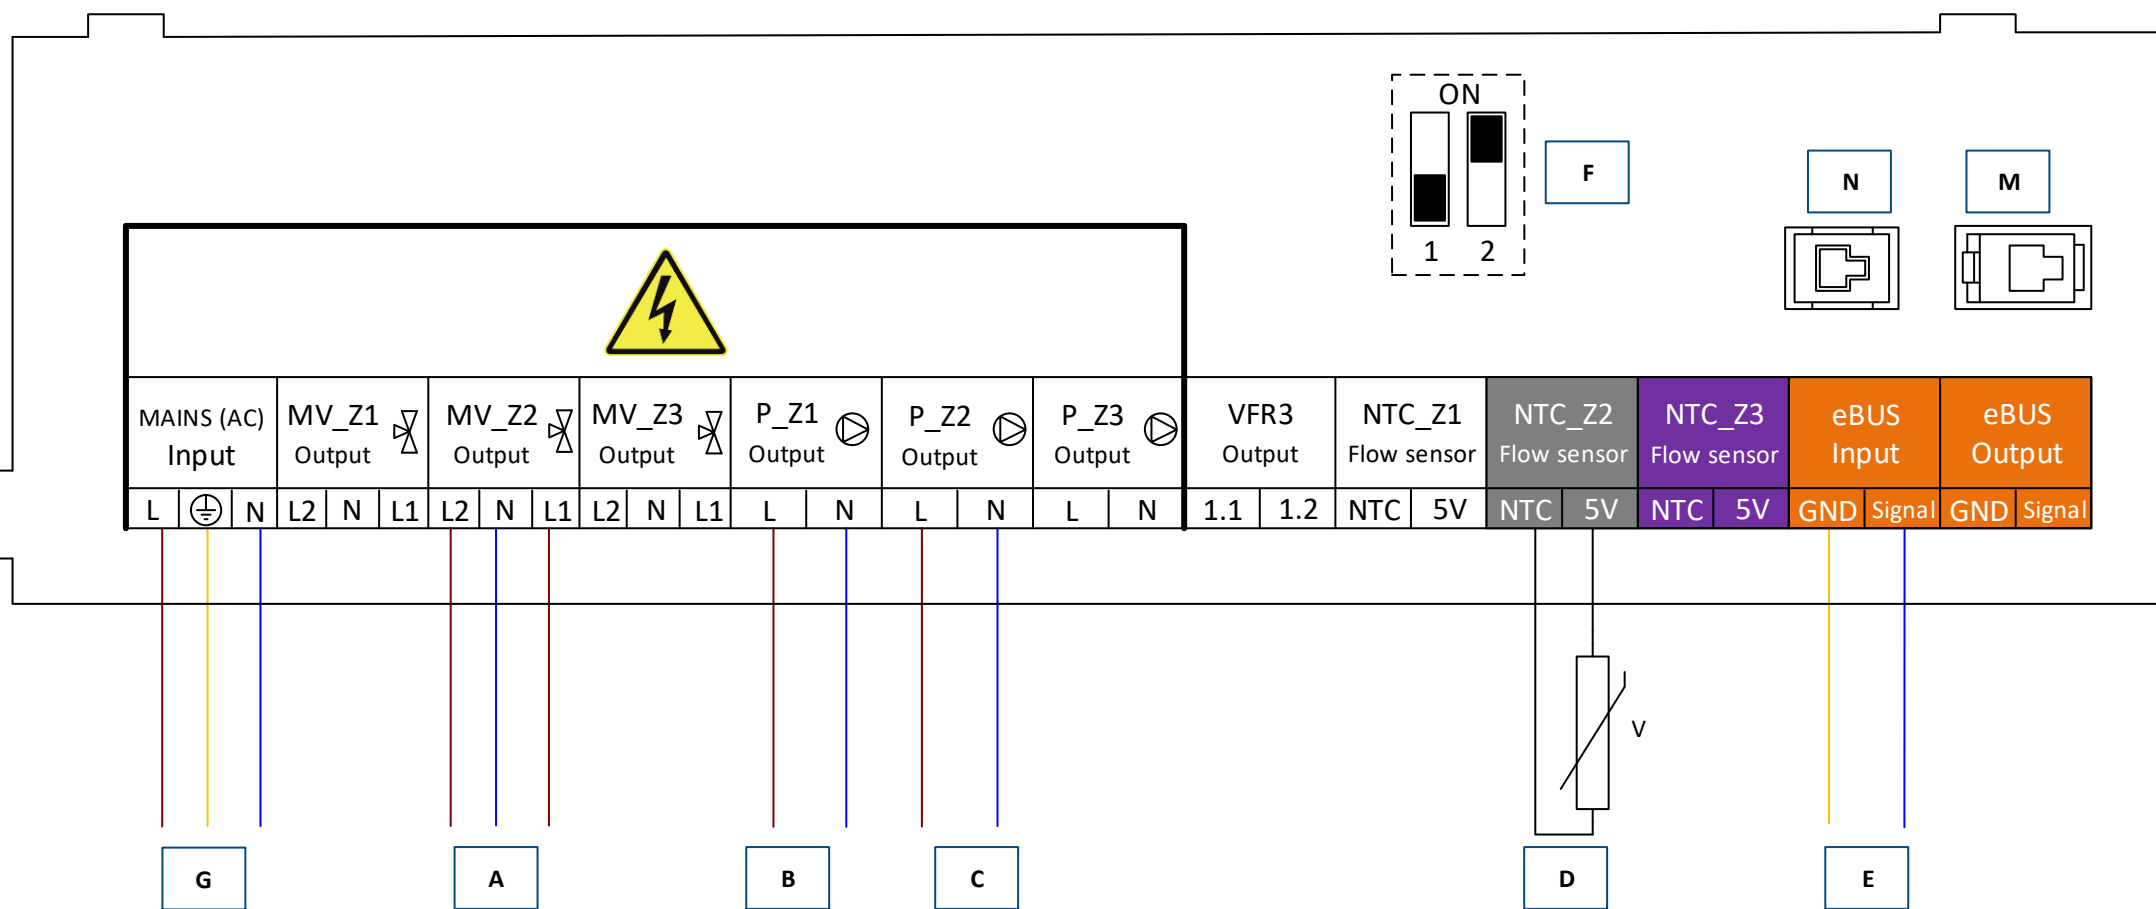 ON
1 2
F
N
M
MAINS (AC)
Input
MV_Z1
Output
MV_Z2
Output
MV_Z3
Output
P_Z1
Output
P_Z2
Output
P_Z3
Output
VFR3
Output
NTC_Z1
Flow sensor
NTC_Z2
Flow sensor
NTC_Z3
Flow sensor
eBUS
Input
eBUS
Output
L N L2 N L1 L2 N L1 L2 N L1 L N L N L N 1.1 1.2 NTC 5V NTC 5V NTC 5V GND Signal GND Signal
V
G
A
B
C
D
E